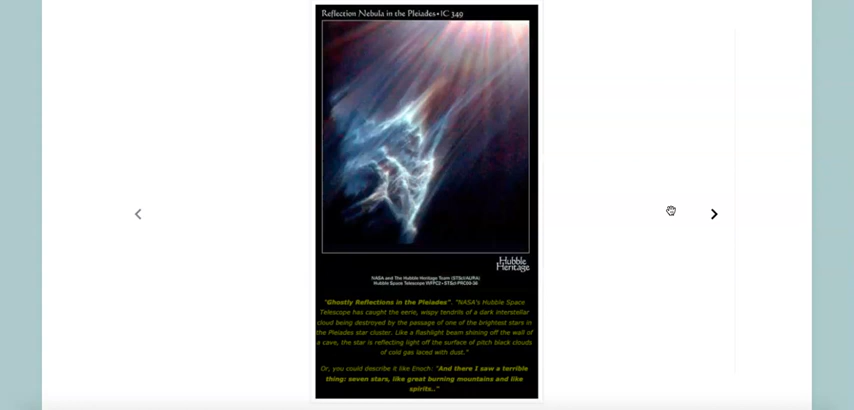 Reflection Nebula in the Pleiades • IC 349
Hubble
Heritage
NASA and The Hubble Heritage Team (STScI/AURA)
Hubble Space Telescope WFPC2 • STScI-PRC00-36
"Ghostly Reflections in the Pleiades". "NASA's Hubble Space
Telescope has caught the eerie, wispy tendrils of a dark interstellar
cloud being destroyed by the passage of one of the brightest stars in
the Pleiades star cluster. Like a flashlight beam shining off the wall of
a cave, the star is reflecting light off the surface of pitch black clouds
of cold gas laced with dust."
Or, you could describe it like Enoch: "And there I saw a terrible
thing: seven stars, like great burning mountains and like
spirits.."